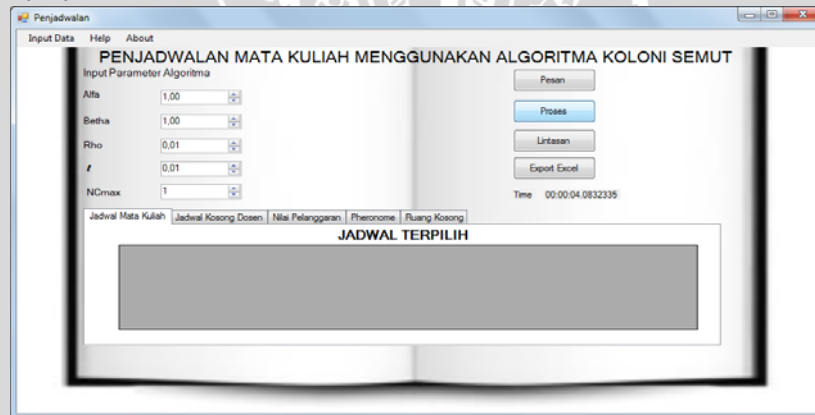 Penjadwalan
Input Data Help About
PENJADWALAN MATA KULIAH MENGGUNAKAN ALGORITMA KOLONI SEMUT
Input Parameter Algoritma
Alfa 1,00
Betha 1,00
Rho 0,01
ℓ 0,01
NCmax 1
Pesan
Proses
Lintasan
Export Excel
Time 00:00:04.0832335
Jadwal Mata Kuliah Jadwal Kosong Dosen Nilai Pelanggaran Pheronome Ruang Kosong
JADWAL TERPILIH